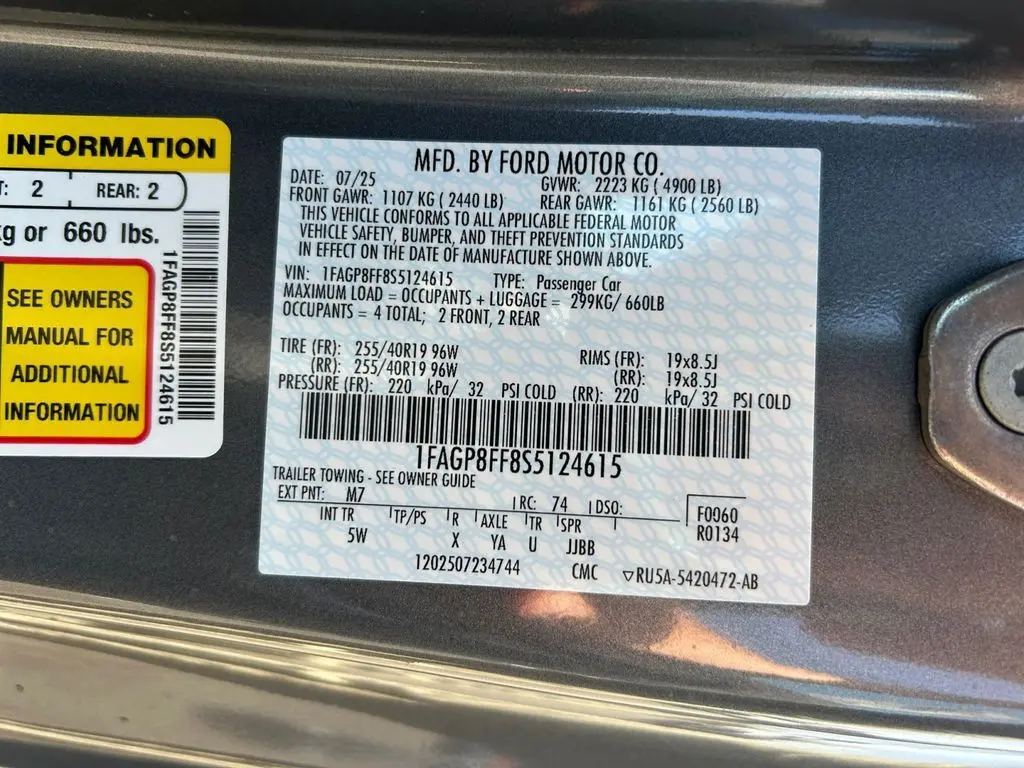 INFORMATION
T: 2 REAR: 2
kg or 660 lbs.
SEE OWNERS
MANUAL FOR
ADDITIONAL
INFORMATION
1FAGP8FF8S5124615
MFD. BY FORD MOTOR CO.
DATE: 07/25 GVWR: 2223 KG ( 4900 LB)
FRONT GAWR: 1107 KG ( 2440 LB) REAR GAWR: 1161 KG ( 2560 LB)
THIS VEHICLE CONFORMS TO ALL APPLICABLE FEDERAL MOTOR
VEHICLE SAFETY, BUMPER, AND THEFT PREVENTION STANDARDS
IN EFFECT ON THE DATE OF MANUFACTURE SHOWN ABOVE.
VIN: 1FAGP8FF8S5124615 TYPE: Passenger Car
MAXIMUM LOAD = OCCUPANTS + LUGGAGE = 299KG/ 660LB
OCCUPANTS = 4 TOTAL; 2 FRONT, 2 REAR
TIRE (FR): 255/40R19 96W RIMS (FR): 19x8.5J
(RR): 255/40R19 96W (RR): 19x8.5J
PRESSURE (FR): 220 kPa/ 32 PSI COLD (RR): 220 kPa/ 32 PSI COLD
1FAGP8FF8S5124615
TRAILER TOWING - SEE OWNER GUIDE
EXT PNT: M7 RC: 74 DSO: F0060
INT TR TP/PS R AXLE TR SPR R0134
5W X YA U JJBB
1202507234744 CMC ▽RU5A-5420472-AB